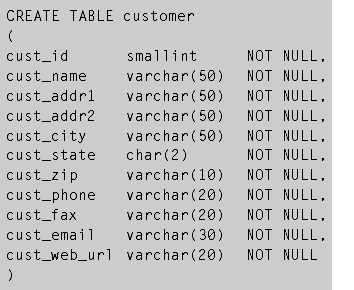 CREATE TABLE customer
(
cust_id smallint NOT NULL,
cust_name varchar(50) NOT NULL,
cust_addr1 varchar(50) NOT NULL,
cust_addr2 varchar(50) NOT NULL,
cust_city varchar(50) NOT NULL,
cust_state char(2) NOT NULL,
cust_zip varchar(10) NOT NULL,
cust_phone varchar(20) NOT NULL,
cust_fax varchar(20) NOT NULL,
cust_email varchar(30) NOT NULL,
cust_web_url varchar(20) NOT NULL
)